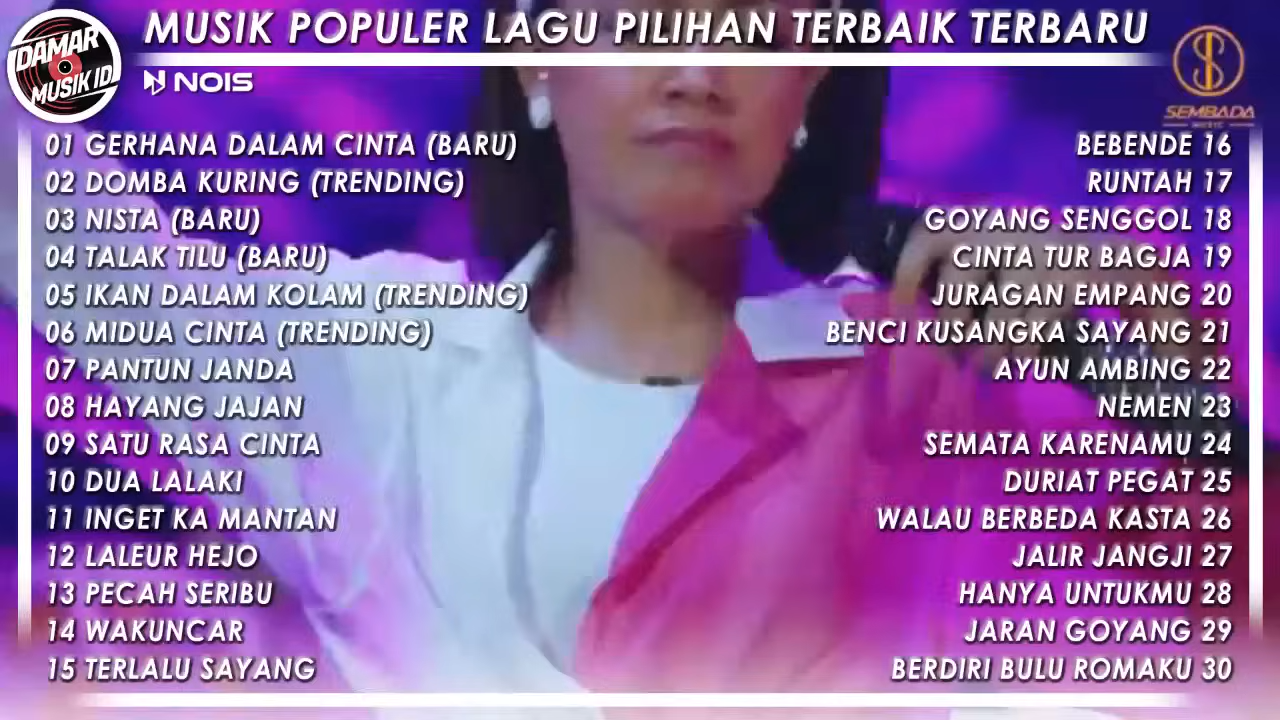 DAMAR
MUSIK ID
MUSIK POPULER LAGU PILIHAN TERBAIK TERBARU
NOIS
SEMBADA
MUSIC
01 GERHANA DALAM CINTA (BARU)
02 DOMBA KURING (TRENDING)
03 NISTA (BARU)
04 TALAK TILU (BARU)
05 IKAN DALAM KOLAM (TRENDING)
06 MIDUA CINTA (TRENDING)
07 PANTUN JANDA
08 HAYANG JAJAN
09 SATU RASA CINTA
10 DUA LALAKI
11 INGET KA MANTAN
12 LALEUR HEJO
13 PECAH SERIBU
14 WAKUNCAR
15 TERLALU SAYANG
BEBENDE 16
RUNTAH 17
GOYANG SENGGOL 18
CINTA TUR BAGJA 19
JURAGAN EMPANG 20
BENCI KUSANGKA SAYANG 21
AYUN AMBING 22
NEMEN 23
SEMATA KARENAMU 24
DURIAT PEGAT 25
WALAU BERBEDA KASTA 26
JALIR JANGJI 27
HANYA UNTUKMU 28
JARAN GOYANG 29
BERDIRI BULU ROMAKU 30